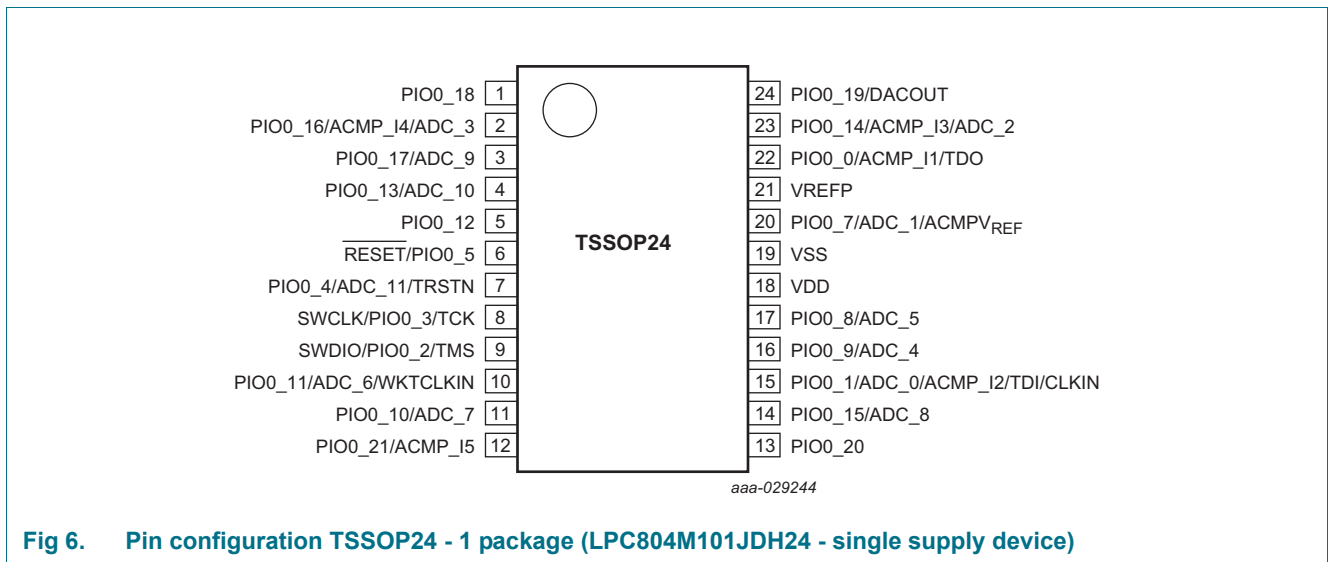 PIO0_18 1
PIO0_16/ACMP_I4/ADC_3 2
PIO0_17/ADC_9 3
PIO0_13/ADC_10 4
PIO0_12 5
RESET/PIO0_5 6
PIO0_4/ADC_11/TRSTN 7
SWCLK/PIO0_3/TCK 8
SWDIO/PIO0_2/TMS 9
PIO0_11/ADC_6/WKTCLKIN 10
PIO0_10/ADC_7 11
PIO0_21/ACMP_I5 12
TSSOP24
24 PIO0_19/DACOUT
23 PIO0_14/ACMP_I3/ADC_2
22 PIO0_0/ACMP_I1/TDO
21 VREFP
20 PIO0_7/ADC_1/ACMPVREF
19 VSS
18 VDD
17 PIO0_8/ADC_5
16 PIO0_9/ADC_4
15 PIO0_1/ADC_0/ACMP_I2/TDI/CLKIN
14 PIO0_15/ADC_8
13 PIO0_20
aaa-029244
Fig 6. Pin configuration TSSOP24 - 1 package (LPC804M101JDH24 - single supply device)